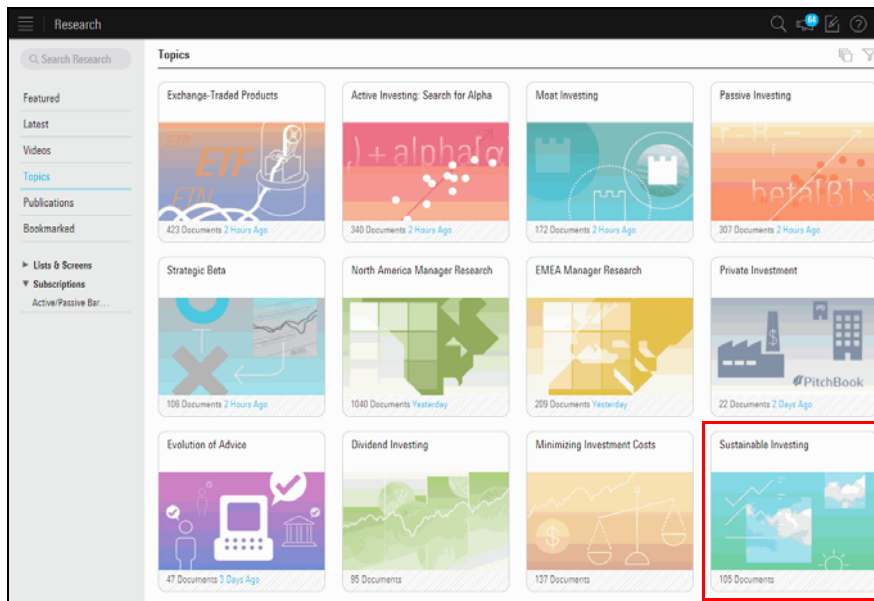 Research
64
Search Research
Featured
Latest
Videos
Topics
Publications
Bookmarked
Lists & Screens
Subscriptions
Active/Passive Bar...
Topics
Exchange-Traded Products
ETP
ETF
ETN
423 Documents 2 Hours Ago
Active Investing: Search for Alpha
) + alpha[α]
340 Documents 2 Hours Ago
Moat Investing
172 Documents 2 Hours Ago
Passive Investing
beta[β] ×
307 Documents 2 Hours Ago
Strategic Beta
106 Documents 2 Hours Ago
North America Manager Research
1040 Documents Yesterday
EMEA Manager Research
209 Documents Yesterday
Private Investment
IPO
$
PitchBook
22 Documents 2 Days Ago
Evolution of Advice
47 Documents 3 Days Ago
Dividend Investing
95 Documents
Minimizing Investment Costs
$
137 Documents
Sustainable Investing
105 Documents